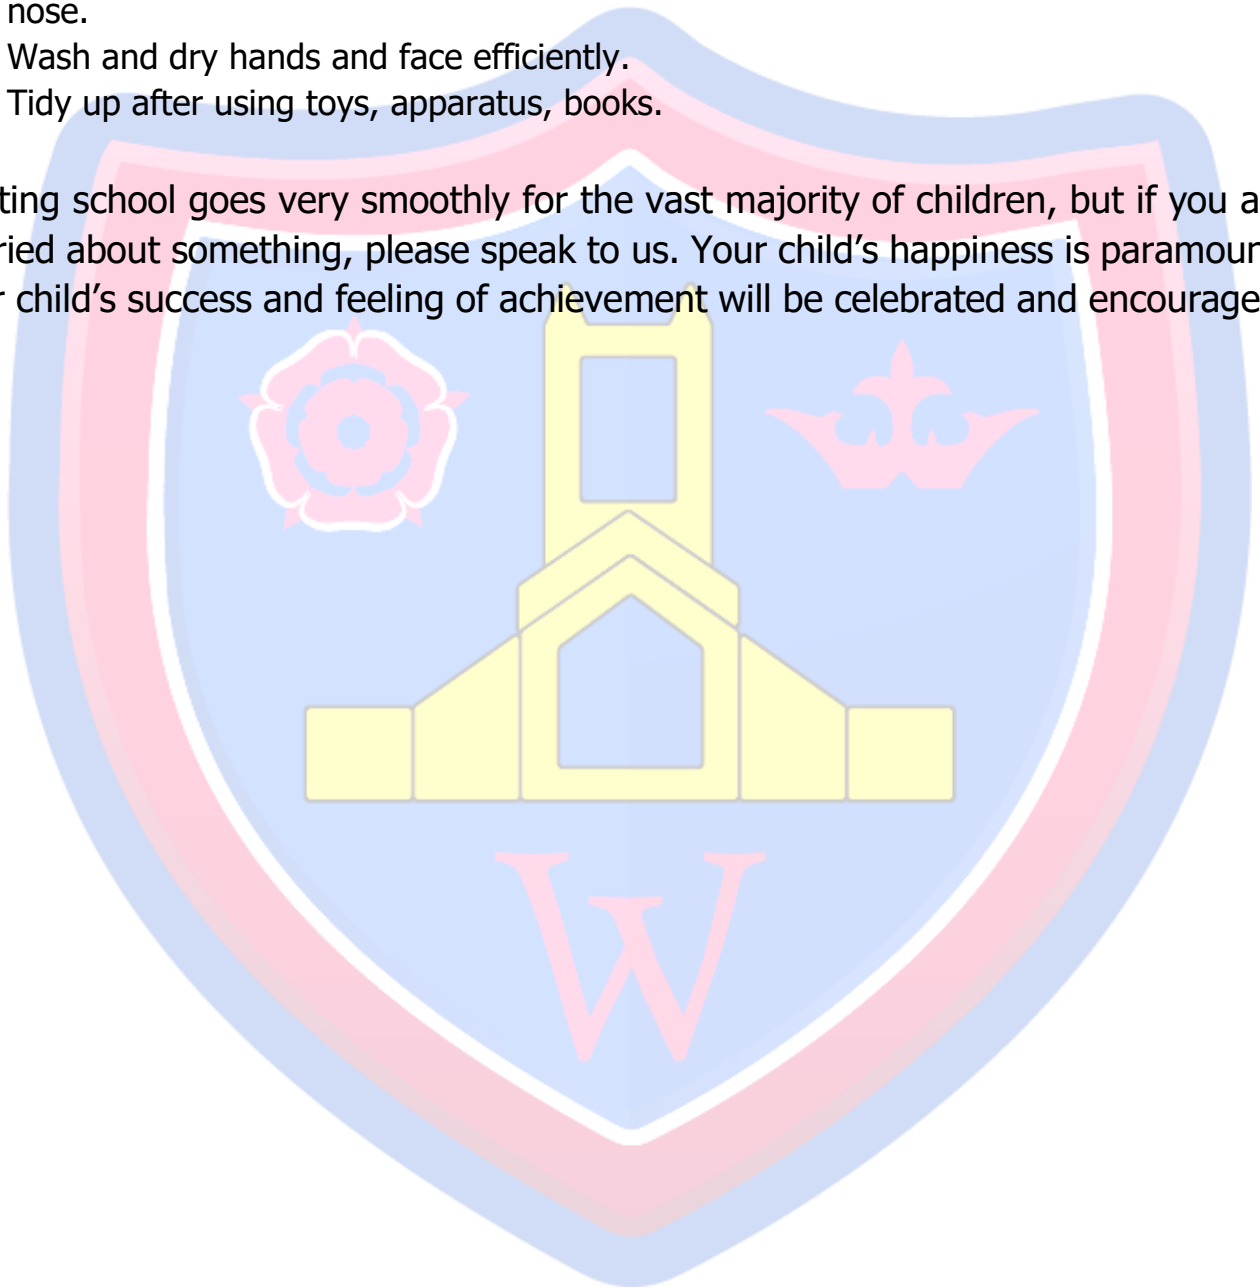 nose.
Wash and dry hands and face efficiently.
Tidy up after using toys, apparatus, books.
ting school goes very smoothly for the vast majority of children, but if you a
ried about something, please speak to us. Your child’s happiness is paramoun
r child’s success and feeling of achievement will be celebrated and encourage
W